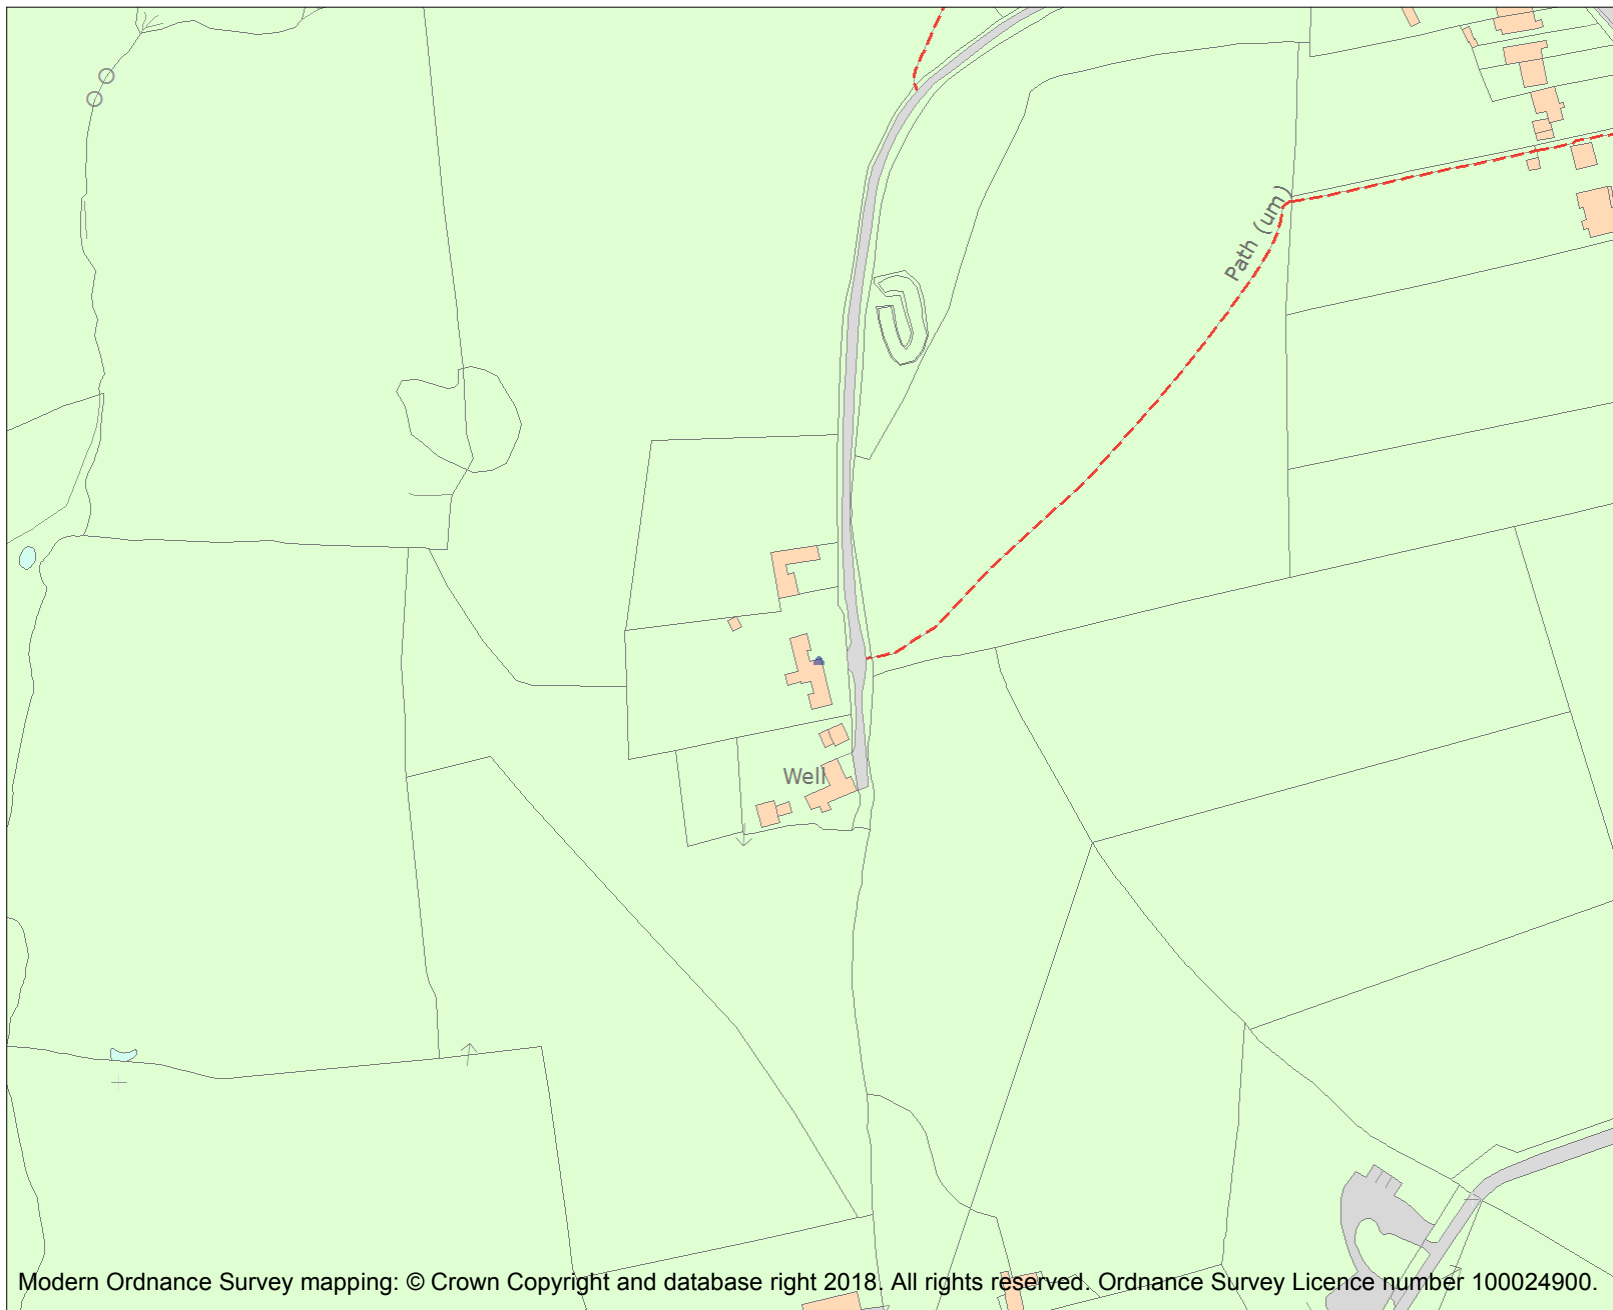 Path (um)
Well
Modern Ordnance Survey mapping: © Crown Copyright and database right 2018. All rights reserved. Ordnance Survey Licence number 100024900.